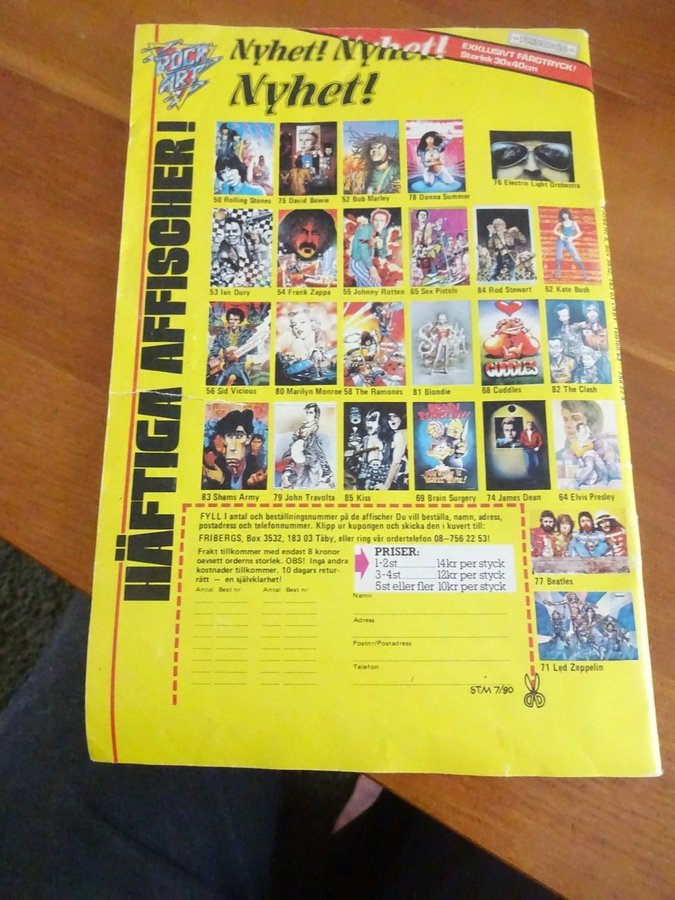 ROCK
ART
Nyhet! Nyhet!
Nyhet!
EXKLUSIVT FÄRGTRYCK!
Storlek 30x40cm
FRIBERGS
HÄFTIGA AFFISCHER!
50 Rolling Stones
75 David Bowie
52 Bob Marley
78 Donna Summer
76 Electric Light Orchestra
53 Ian Dury
54 Frank Zappa
55 Johnny Rotten
65 Sex Pistols
84 Rod Stewert
62 Kate Bush
56 Sid Vicious
80 Marilyn Monroe
58 The Ramones
81 Blondie
CUDDLES
68 Cuddles
82 The Clash
83 Shams Army
79 John Travolta
85 Kiss
BRAIN SURGERY
69 Brain Surgery
74 James Dean
64 Elvis Presley
FYLL I antal och beställningsnummer på de affischer Du vill beställa, namn, adress,
postadress och telefonnummer. Klipp ur kupongen och skicka den i kuvert till:
FRIBERGS, Box 3532, 183 03 Täby, eller ring vår ordertelefon 08—756 22 53!
Frakt tillkommer med endast 8 kronor
oavsett orderns storlek. OBS! Inga andra
kostnader tillkommer. 10 dagars retur-
rätt — en självklarhet!
Antal Best nr Antal Best nr
PRISER:
1-2 st 14kr per styck
3-4 st 12kr per styck
5 st eller fler 10kr per styck
Namn
Adress
Postnr/Postadress
Telefon
STM 7/80
77 Beatles
71 Led Zeppelin